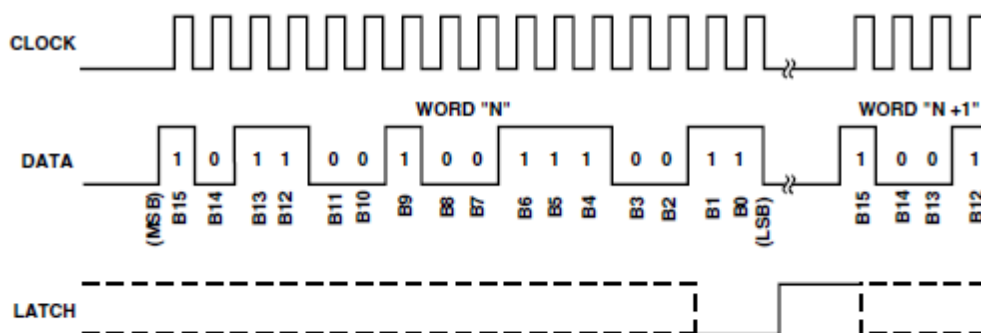 CLOCK
WORD "N" WORD "N +1"
DATA 1 0 1 1 0 0 1 0 0 1 1 1 0 0 1 1 1 0 0 1
(MSB) B15 B14 B13 B12 B11 B10 B9 B8 B7 B6 B5 B4 B3 B2 B1 B0 (LSB) B15 B14 B13 B12
LATCH